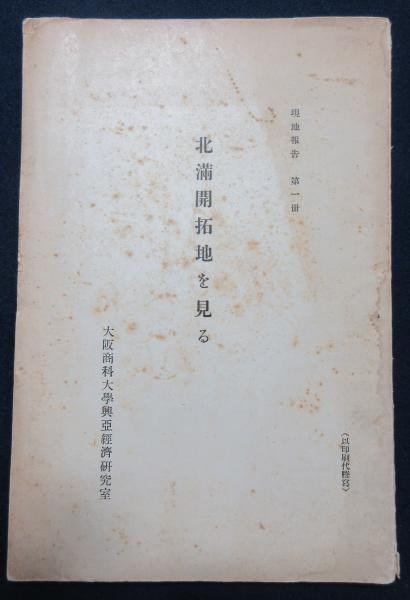 現地報告　第一冊
北滿開拓地を見る
大阪商科大學興亞經濟硏究室
（以印刷代謄寫）